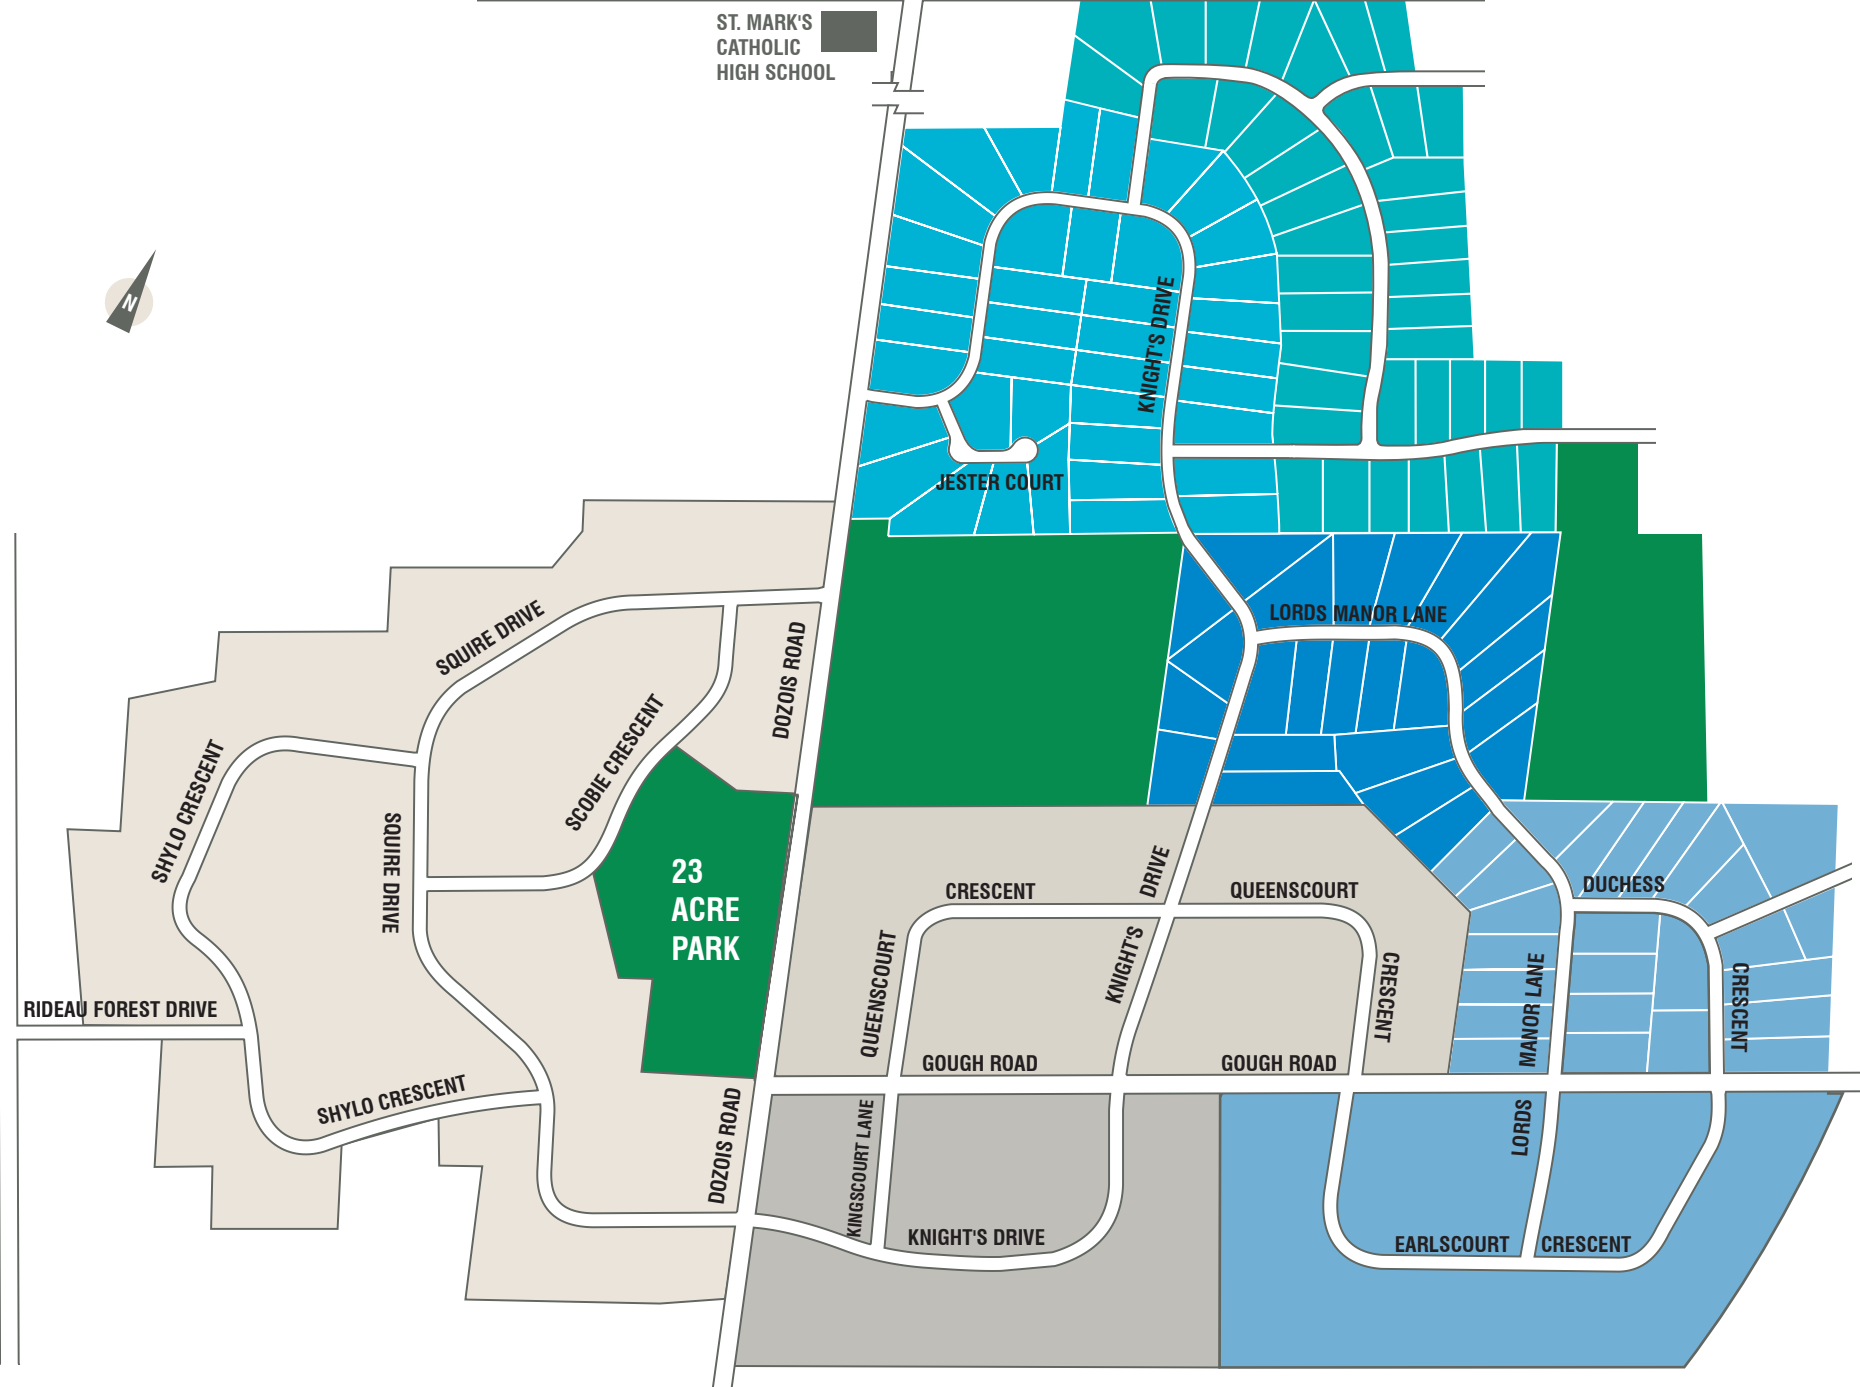 ST. MARK'S
CATHOLIC
HIGH SCHOOL
N
KNIGHT'S DRIVE
JESTER COURT
SQUIRE DRIVE
LORDS MANOR LANE
DOZOIS ROAD
SCOBIE CRESCENT
SHYLO CRESCENT
SQUIRE DRIVE
23
ACRE
PARK
CRESCENT
DRIVE
QUEENSCOURT
DUCHESS
QUEENSCOURT
KNIGHT'S
CRESCENT
MANOR LANE
CRESCENT
RIDEAU FOREST DRIVE
GOUGH ROAD
GOUGH ROAD
SHYLO CRESCENT
DOZOIS ROAD
KINGSCOURT LANE
LORDS
KNIGHT'S DRIVE
EARLSCOURT
CRESCENT